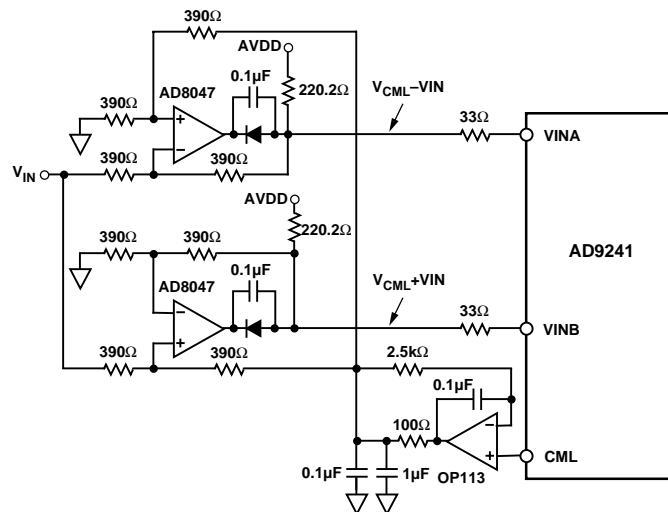 390Ω
AVDD
0.1µF
AD8047
220.2Ω
V_CML–VIN
390Ω
33Ω
VINA
V_IN
390Ω
390Ω
AVDD
220.2Ω
390Ω
390Ω
AD9241
AD8047
0.1µF
V_CML+VIN
33Ω
VINB
390Ω
390Ω
2.5kΩ
0.1µF
100Ω
0.1µF
1µF
OP113
CML
+
–
–
+
–
+